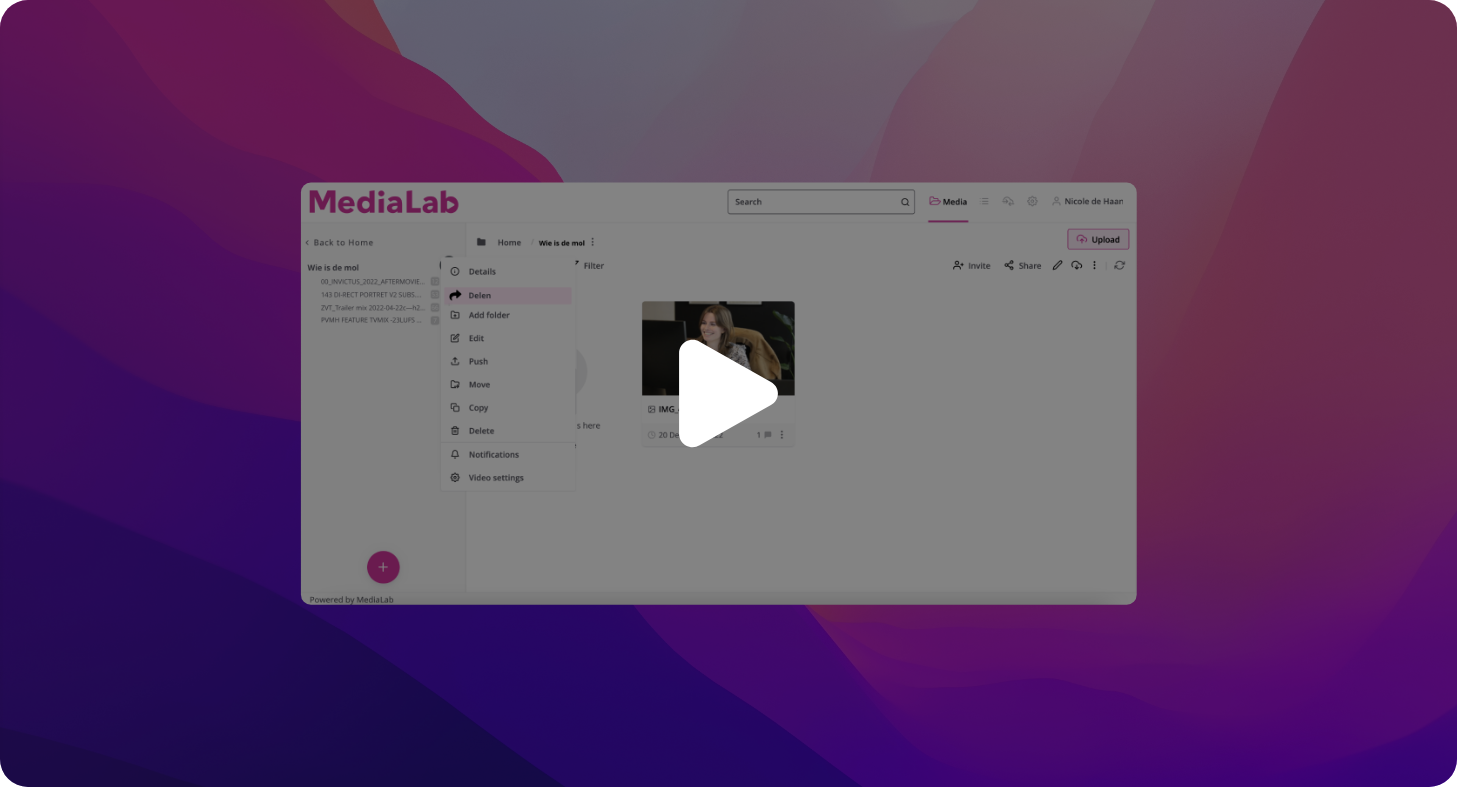 MediaLab
Search
Media
Nicole de Haan
Back to Home
Home / Wie is de mol
Upload
Wie is de mol
Filter
Invite
Share
00_INVICTUS_2022_AFTERMOVIE...
143 DI-RECT PORTRET V2 SUBS...
ZVT_Trailer mix 2022-04-22c—h2...
PVMH FEATURE TVMIX -23LUFS ...
Details
Delen
Add folder
Edit
Push
Move
Copy
Delete
Notifications
Video settings
s here
IMG_
20 De
22
1
Powered by MediaLab